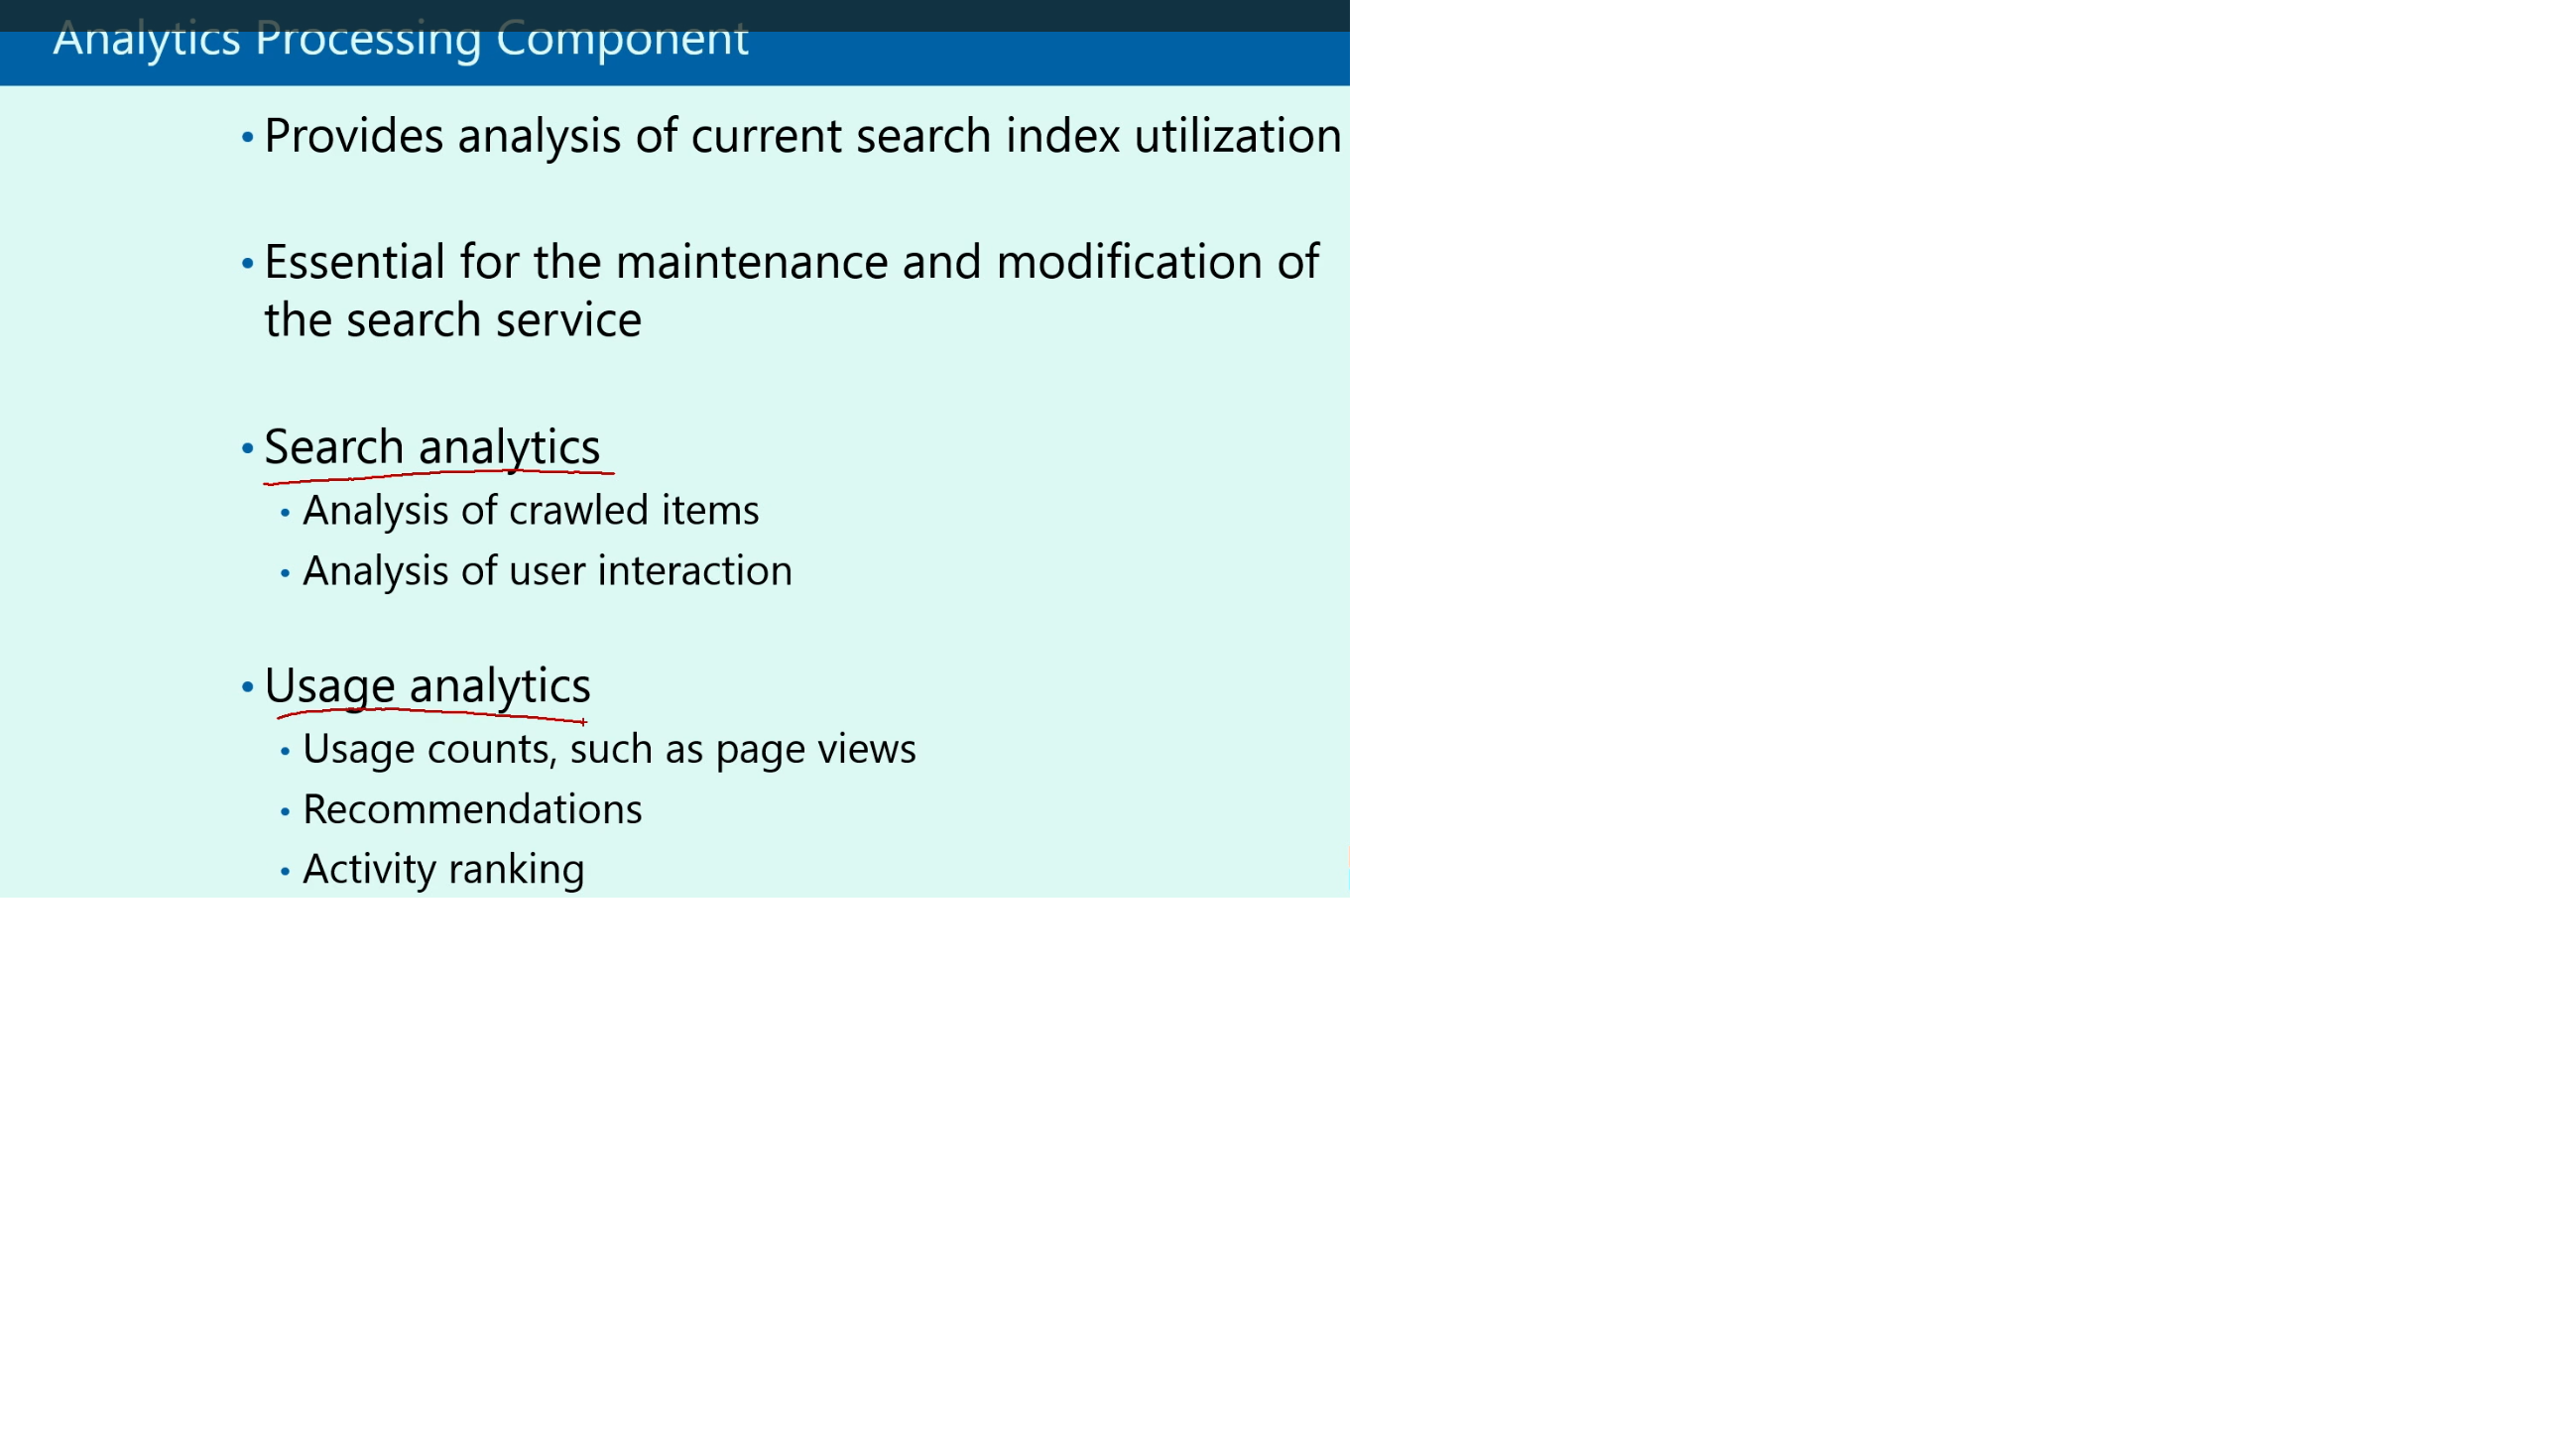 Analytics Processing Component
• Provides analysis of current search index utilization
• Essential for the maintenance and modification of
the search service
• Search analytics
• Analysis of crawled items
• Analysis of user interaction
• Usage analytics
• Usage counts, such as page views
• Recommendations
• Activity ranking